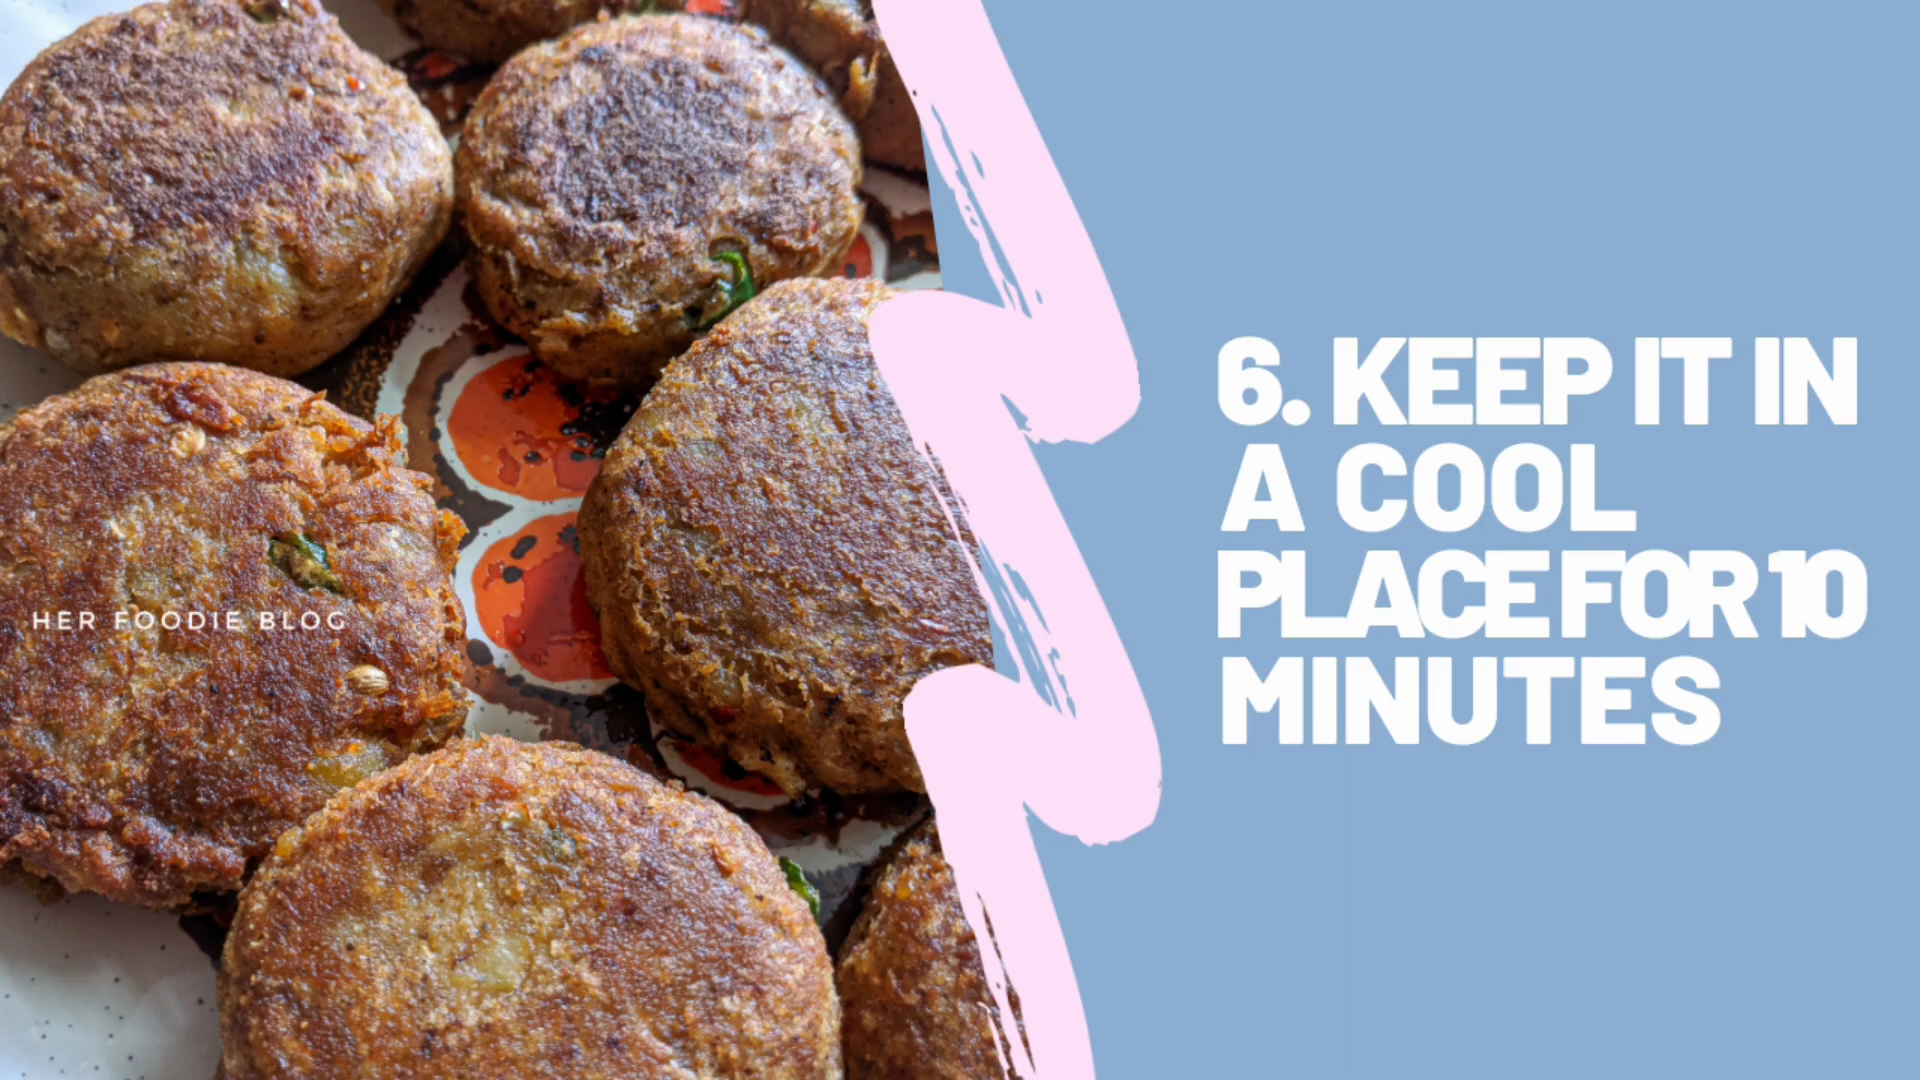 6. KEEP IT IN
A COOL
PLACE FOR 10
MINUTES
HER FOODIE BLOG